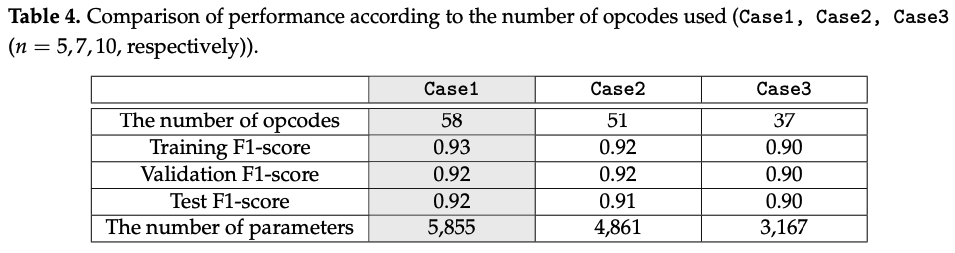 Table 4. Comparison of performance according to the number of opcodes used (Case1, Case2, Case3
(n = 5, 7, 10, respectively)).
Case1 Case2 Case3
The number of opcodes 58 51 37
Training F1-score 0.93 0.92 0.90
Validation F1-score 0.92 0.92 0.90
Test F1-score 0.92 0.91 0.90
The number of parameters 5,855 4,861 3,167